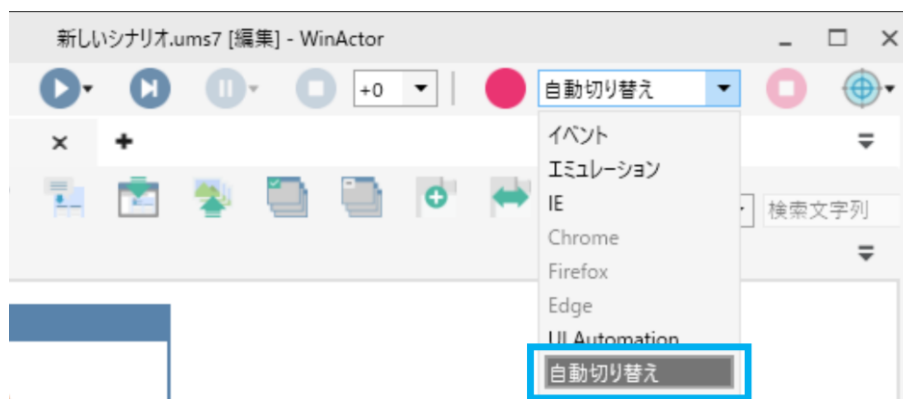 新しいシナリオ.ums7 [編集] - WinActor
+0
自動切り替え
イベント
エミュレーション
IE
検索文字列
Chrome
Firefox
Edge
UI Automation
自動切り替え